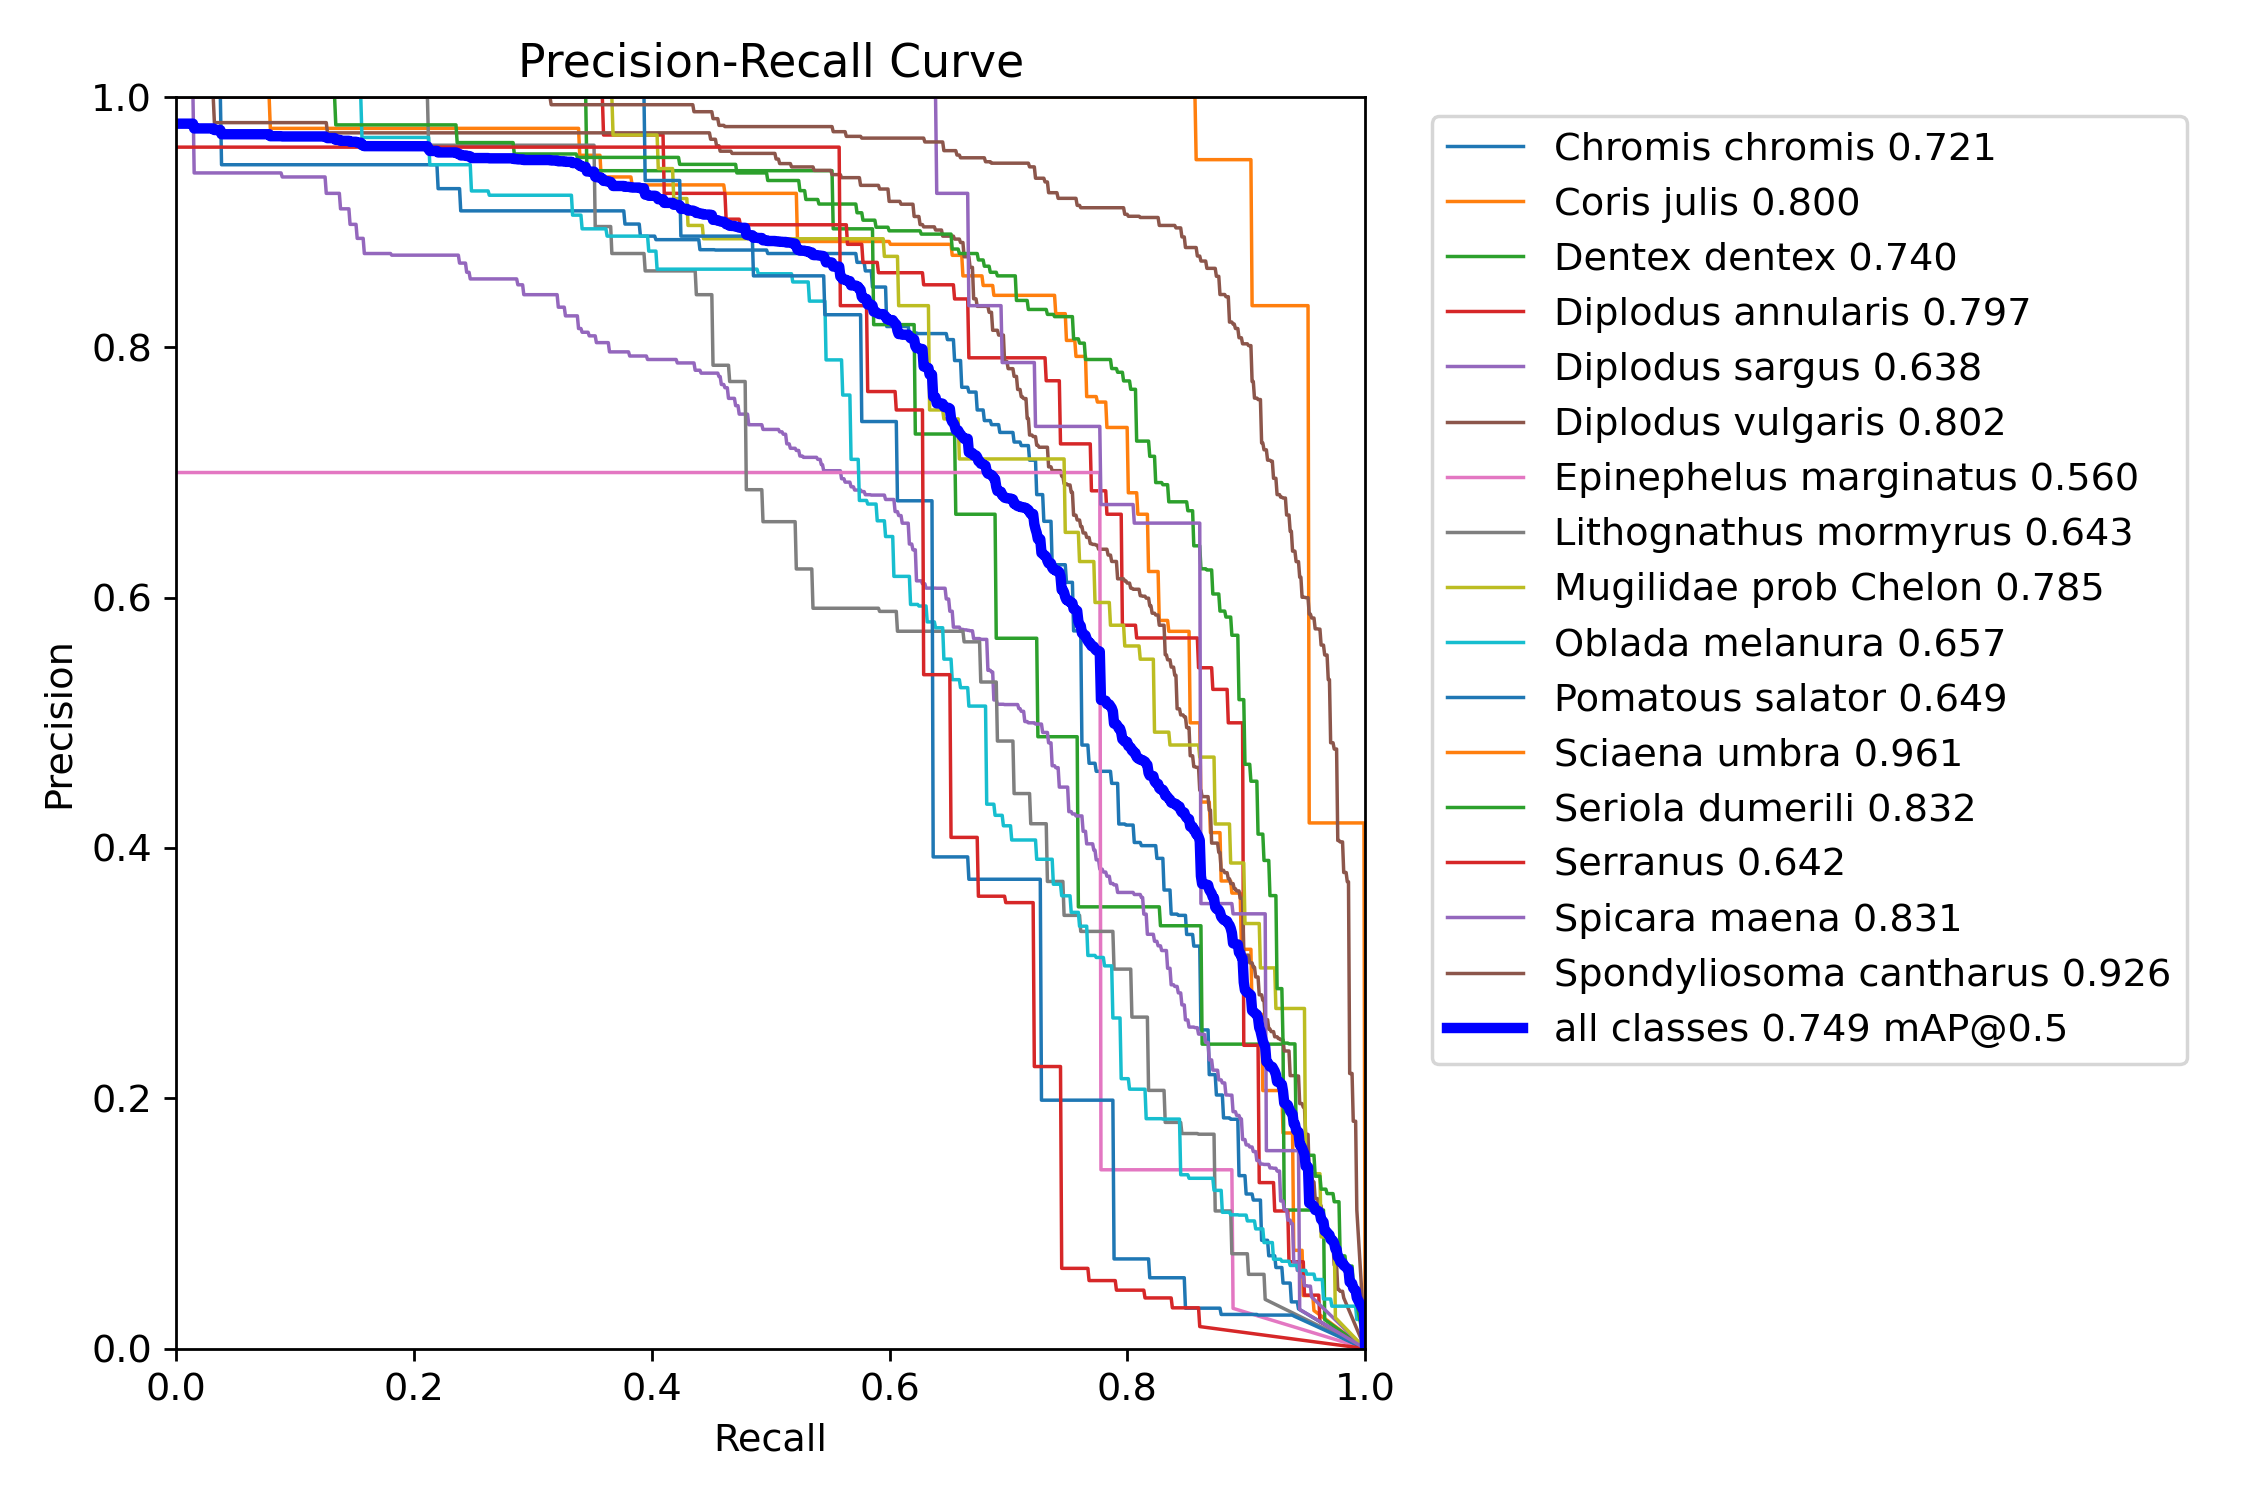 Precision-Recall Curve
1.0
0.8
0.6
0.4
0.2
0.0
Precision
0.0 0.2 0.4 0.6 0.8 1.0
Recall
Chromis chromis 0.721
Coris julis 0.800
Dentex dentex 0.740
Diplodus annularis 0.797
Diplodus sargus 0.638
Diplodus vulgaris 0.802
Epinephelus marginatus 0.560
Lithognathus mormyrus 0.643
Mugilidae prob Chelon 0.785
Oblada melanura 0.657
Pomatous salator 0.649
Sciaena umbra 0.961
Seriola dumerili 0.832
Serranus 0.642
Spicara maena 0.831
Spondyliosoma cantharus 0.926
all classes 0.749 mAP@0.5